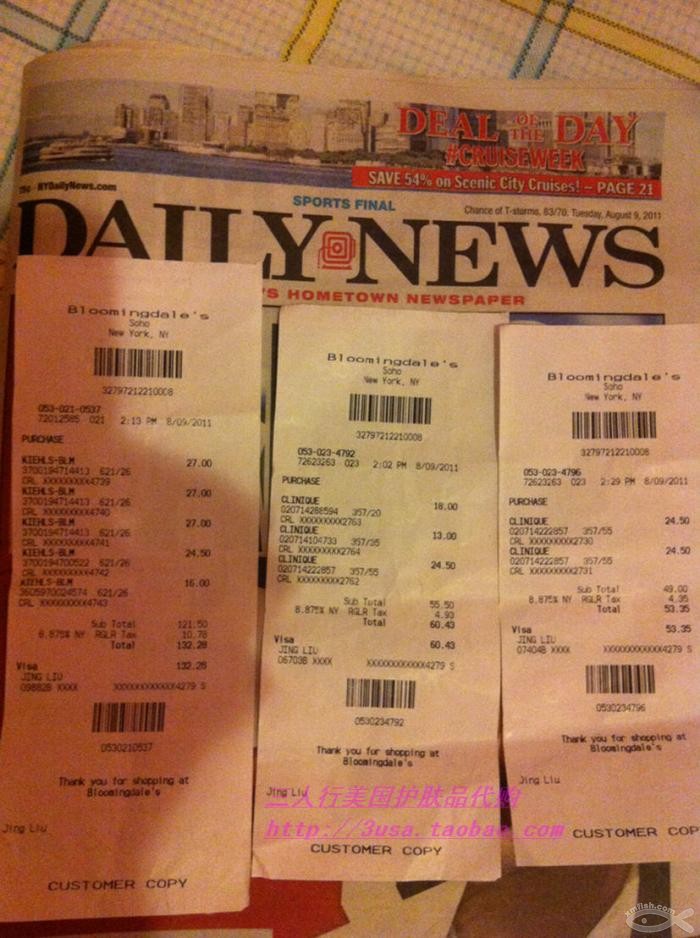 DEAL OF THE DAY
#CRUISEWEEK
SAVE 54% on Scenic City Cruises! – PAGE 21
NYDailyNews.com
SPORTS FINAL
Chance of T-storms, 83/70. Tuesday, August 9, 2011
DAILY NEWS
'S HOMETOWN NEWSPAPER
Bloomingdale's
Soho
New York, NY
32797212210008
053-021-0537
72012585 021 2:13 PM 8/09/2011
PURCHASE
KIEHLS-BLM 27.00
3700194714413 621/26
CRL XXXXXXXXX4739
KIEHLS-BLM 27.00
3700194714413 621/26
CRL XXXXXXXXX4740
KIEHLS-BLM 27.00
3700194714413 621/26
CRL XXXXXXXXX4741
KIEHLS-BLM 24.50
3700194700522 621/26
CRL XXXXXXXXX4742
KIEHLS-BLM 16.00
3605970024574 621/26
CRL XXXXXXXXX4743
Sub Total 121.50
8.875% NY RGLR Tax 10.78
Total 132.28
Visa 132.28
JING LIU
09882B XXXX XXXXXXXXXXXX4279 S
0530210537
Thank you for shopping at
Bloomingdale's
Jing Liu
CUSTOMER COPY
Bloomingdale's
Soho
New York, NY
32797212210008
053-023-4792
72623263 023 2:02 PM 8/09/2011
PURCHASE
CLINIQUE 18.00
020714288594 357/20
CRL XXXXXXXXX2763
CLINIQUE 13.00
020714104733 357/35
CRL XXXXXXXXX2764
CLINIQUE 24.50
020714222857 357/55
CRL XXXXXXXXX2762
Sub Total 55.50
8.875% NY RGLR Tax 4.93
Total 60.43
Visa 60.43
JING LIU
06703B XXXX XXXXXXXXXXXX4279 S
0530234792
Thank you for shopping at
Bloomingdale's
Jing Liu
CUSTOMER COPY
Bloomingdale's
Soho
New York, NY
32797212210008
053-023-4796
72623263 023 2:29 PM 8/09/2011
PURCHASE
CLINIQUE 24.50
020714222857 357/55
CRL XXXXXXXXX2730
CLINIQUE 24.50
020714222857 357/55
CRL XXXXXXXXX2731
Sub Total 49.00
8.875% NY RGLR Tax 4.35
Total 53.35
Visa 53.35
JING LIU
07404B XXXX XXXXXXXXXXXX4279 S
0530234796
Thank you for shopping at
Bloomingdale's
Jing Liu
CUSTOMER COPY
三人行美国护肤品代购
http://3usa.taobao.com
xmfish.com